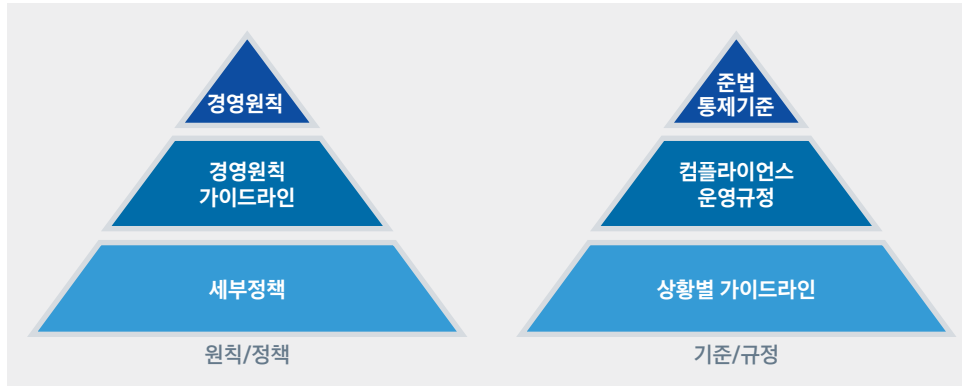 경영원칙
경영원칙
가이드라인
세부정책
원칙/정책
준법
통제기준
컴플라이언스
운영규정
상황별 가이드라인
기준/규정